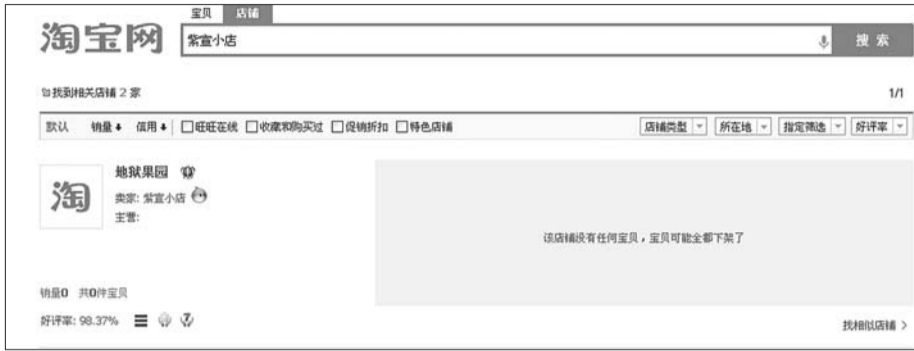 宝贝 店铺
淘宝网
紫宣小店
搜索
找到相关店铺 2 家
1/1
默认 销量 信用 旺旺在线 收藏和购买过 促销折扣 特色店铺 店铺类型 所在地 指定筛选 好评率
淘
地狱果园
卖家: 紫宣小店
主营:
该店铺没有任何宝贝,宝贝可能全都下架了
销量0 共0件宝贝
好评率: 98.37%
找相似店铺 >